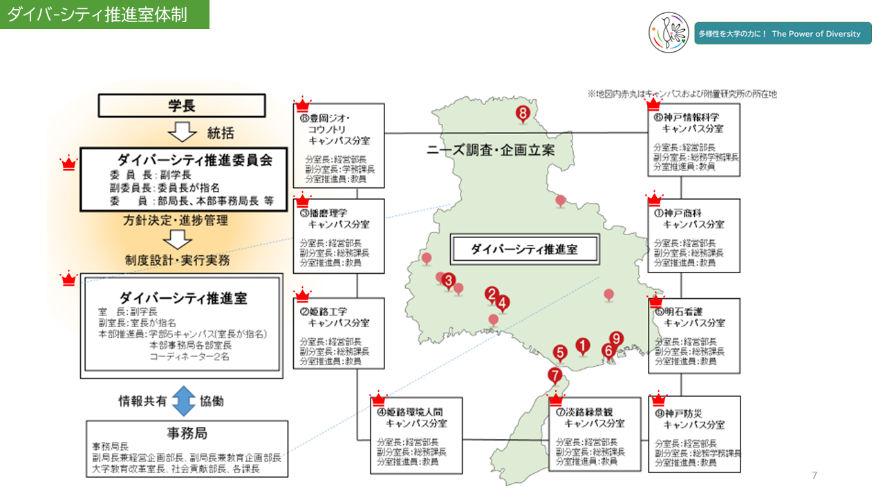 ダイバ-シティ推進室体制
多様性を大学の力に！ The Power of Diversity
※地図内赤丸はキャンパスおよび附置研究所の所在地
学長
統括
ダイバーシティ推進委員会
委 員 長：副学長
副委員長：委員長が指名
委　　員：部局長、本部事務局長 等
方針決定・進捗管理
制度設計・実行実務
ダイバーシティ推進室
室　長：副学長
副室長：室長が指名
本部推進員：学部5キャンパス(室長が指名)
本部事務局各部室長
コーディネーター2名
情報共有
協働
事務局
事務局長
副局長兼経営企画部長、副局長兼教育企画部長
大学教育改革室長、社会貢献部長、各課長
⑧豊岡ジオ・
コウノトリ
キャンパス分室
分室長：経営部長
副分室長：学務課長
分室推進員：教員
③播磨理学
キャンパス分室
分室長：経営部長
副分室長：総務課長
分室推進員：教員
②姫路工学
キャンパス分室
分室長：経営部長
副分室長：総務課長
分室推進員：教員
④姫路環境人間
キャンパス分室
分室長：経営部長
副分室長：総務課長
分室推進員：教員
ニーズ調査・企画立案
ダイバーシティ推進室
8
3
2
4
5
1
9
6
7
⑦淡路緑景観
キャンパス分室
分室長：経営部長
副分室長：総務課長
分室推進員：教員
⑥神戸情報科学
キャンパス分室
分室長：経営部長
副分室長：総務学務課長
分室推進員：教員
①神戸商科
キャンパス分室
分室長：経営部長
副分室長：総務課長
分室推進員：教員
⑤明石看護
キャンパス分室
分室長：経営部長
副分室長：総務課長
分室推進員：教員
⑨神戸防災
キャンパス分室
分室長：経営部長
副分室長：総務学務課長
分室推進員：教員
7